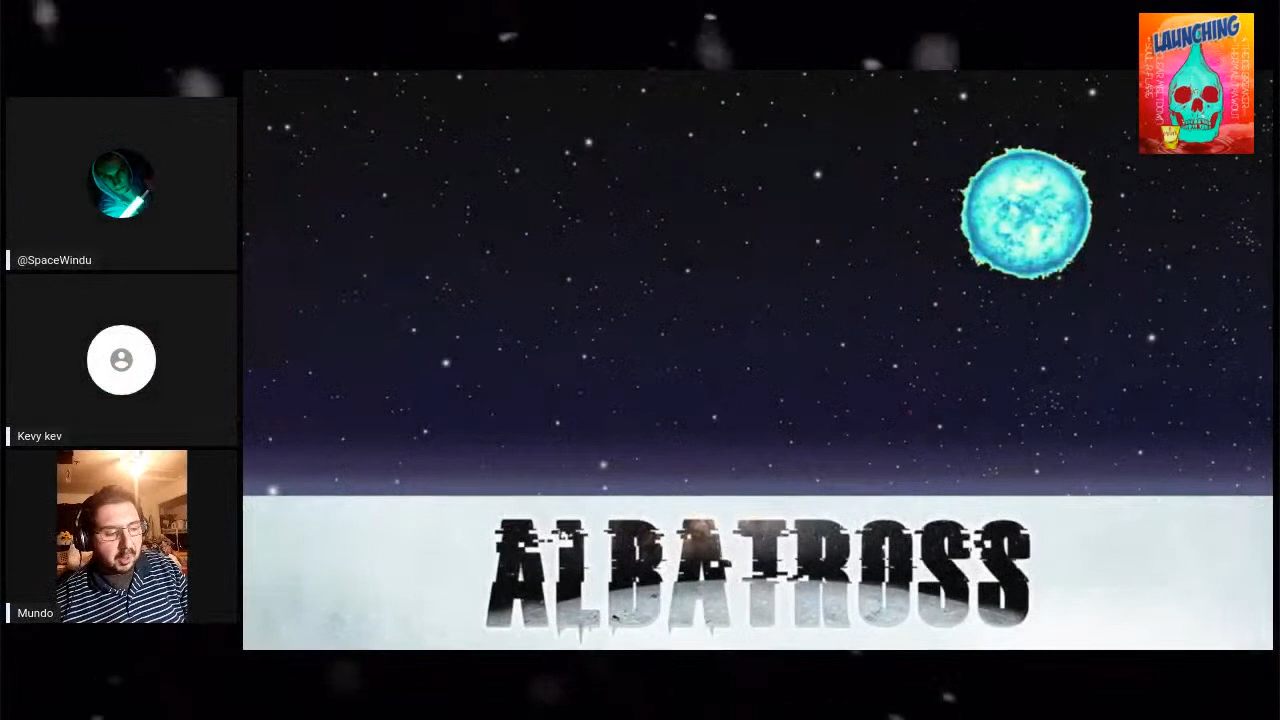 LAUNCHING
@SpaceWindu
Kevy kev
Mundo
ALBATROSS